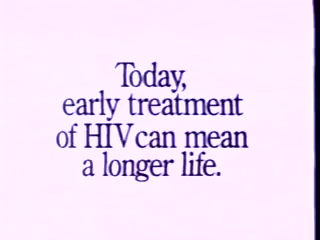 Today,
early treatment
of HIV can mean
a longer life.